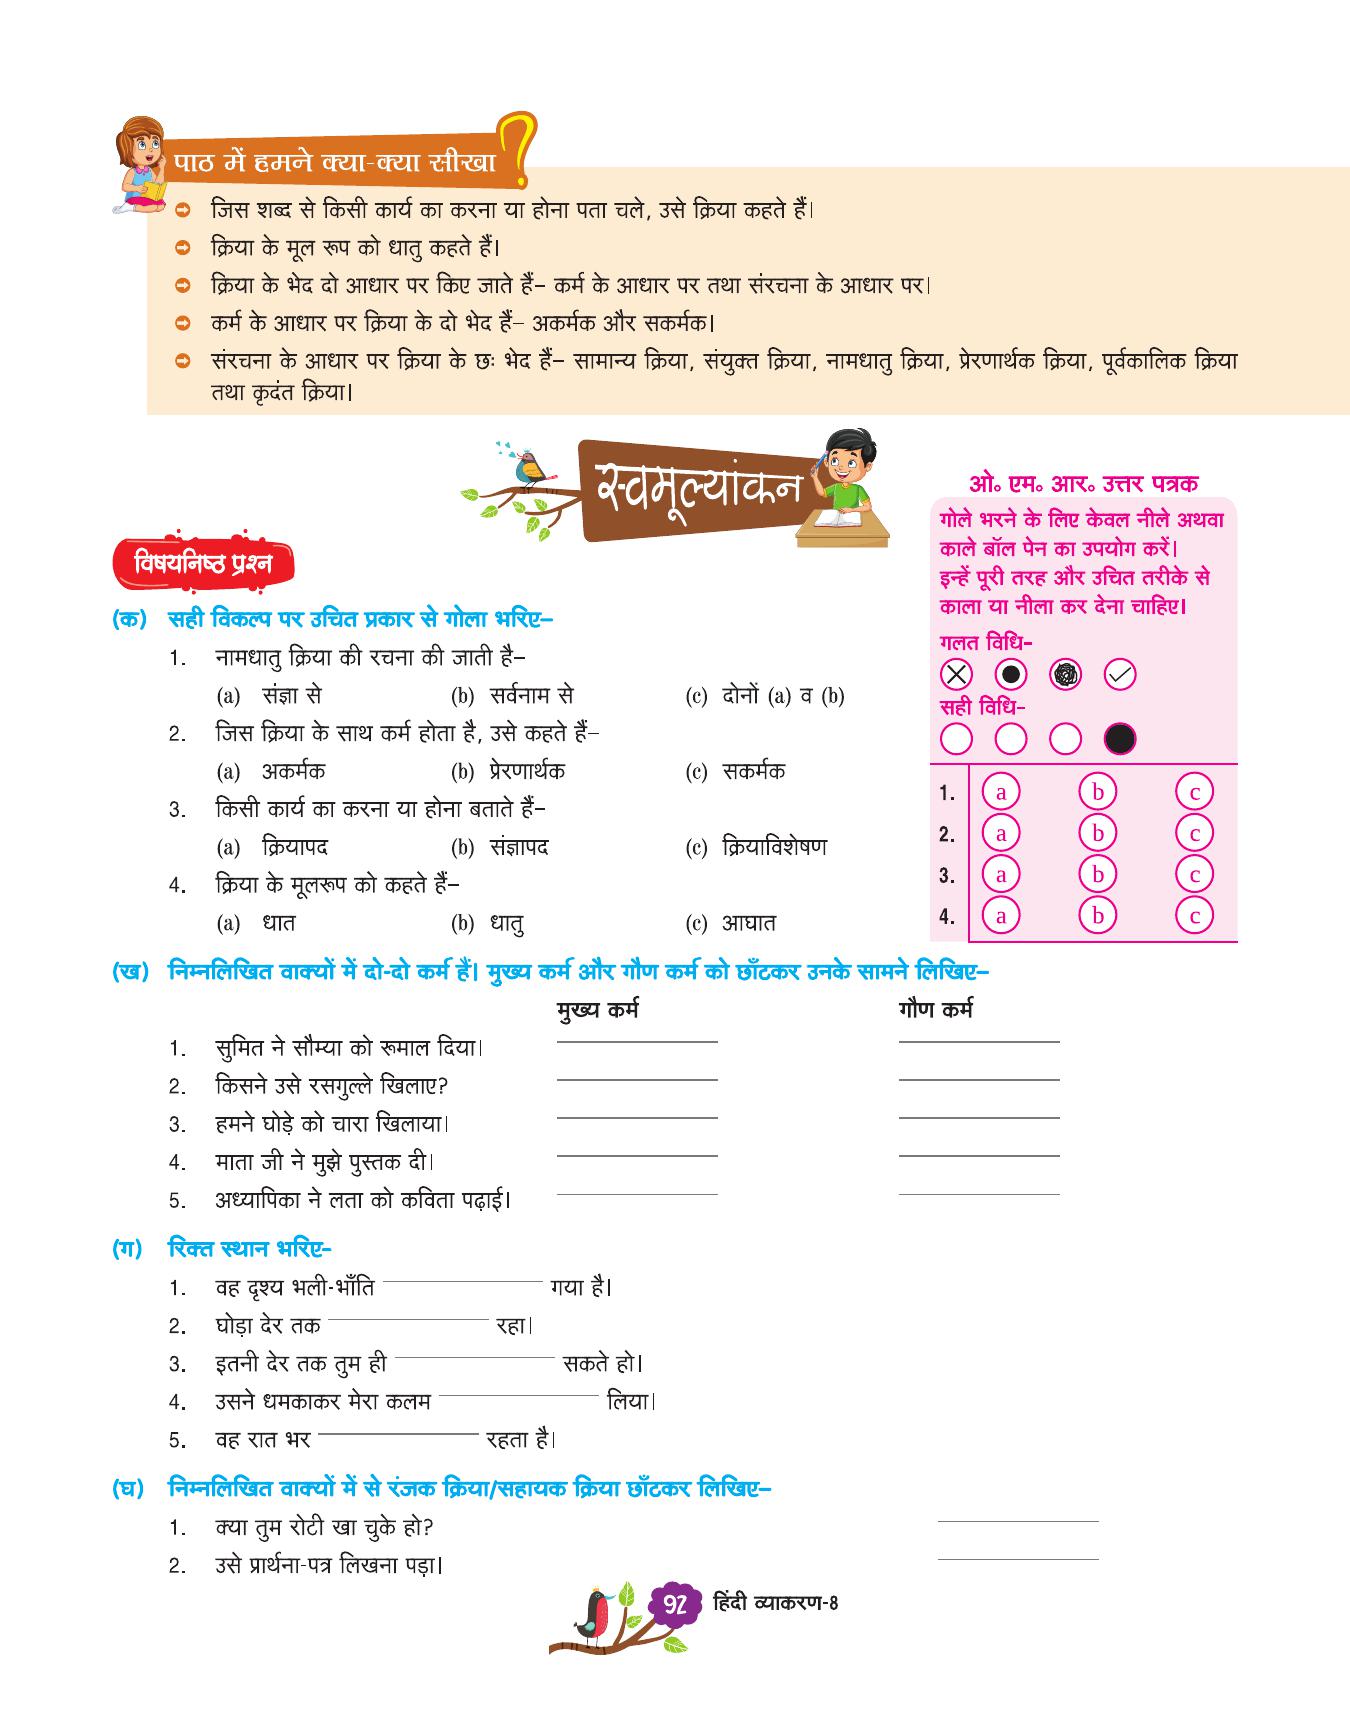 पाठ में हमने क्या-क्या सीखा ?
जिस शब्द से किसी कार्य का करना या होना पता चले, उसे क्रिया कहते हैं।
क्रिया के मूल रूप को धातु कहते हैं।
क्रिया के भेद दो आधार पर किए जाते हैं– कर्म के आधार पर तथा संरचना के आधार पर।
कर्म के आधार पर क्रिया के दो भेद हैं– अकर्मक और सकर्मक।
संरचना के आधार पर क्रिया के छः भेद हैं– सामान्य क्रिया, संयुक्त क्रिया, नामधातु क्रिया, प्रेरणार्थक क्रिया, पूर्वकालिक क्रिया
तथा कृदंत क्रिया।
स्वमूल्यांकन
विषयनिष्ठ प्रश्न
(क) सही विकल्प पर उचित प्रकार से गोला भरिए–
1. नामधातु क्रिया की रचना की जाती है–
(a) संज्ञा से (b) सर्वनाम से (c) दोनों (a) व (b)
2. जिस क्रिया के साथ कर्म होता है, उसे कहते हैं–
(a) अकर्मक (b) प्रेरणार्थक (c) सकर्मक
3. किसी कार्य का करना या होना बताते हैं–
(a) क्रियापद (b) संज्ञापद (c) क्रियाविशेषण
4. क्रिया के मूलरूप को कहते हैं–
(a) धात (b) धातु (c) आघात
ओ॰ एम॰ आर॰ उत्तर पत्रक
गोले भरने के लिए केवल नीले अथवा
काले बॉल पेन का उपयोग करें।
इन्हें पूरी तरह और उचित तरीके से
काला या नीला कर देना चाहिए।
गलत विधि–
सही विधि–
1. a b c
2. a b c
3. a b c
4. a b c
(ख) निम्नलिखित वाक्यों में दो-दो कर्म हैं। मुख्य कर्म और गौण कर्म को छाँटकर उनके सामने लिखिए–
मुख्य कर्म गौण कर्म
1. सुमित ने सौम्या को रूमाल दिया।
2. किसने उसे रसगुल्ले खिलाए?
3. हमने घोड़े को चारा खिलाया।
4. माता जी ने मुझे पुस्तक दी।
5. अध्यापिका ने लता को कविता पढ़ाई।
(ग) रिक्त स्थान भरिए–
1. वह दृश्य भली-भाँति ____________ गया है।
2. घोड़ा देर तक ____________ रहा।
3. इतनी देर तक तुम ही ____________ सकते हो।
4. उसने धमकाकर मेरा कलम ____________ लिया।
5. वह रात भर ____________ रहता है।
(घ) निम्नलिखित वाक्यों में से रंजक क्रिया/सहायक क्रिया छाँटकर लिखिए–
1. क्या तुम रोटी खा चुके हो?
2. उसे प्रार्थना-पत्र लिखना पड़ा।
92 हिंदी व्याकरण-8